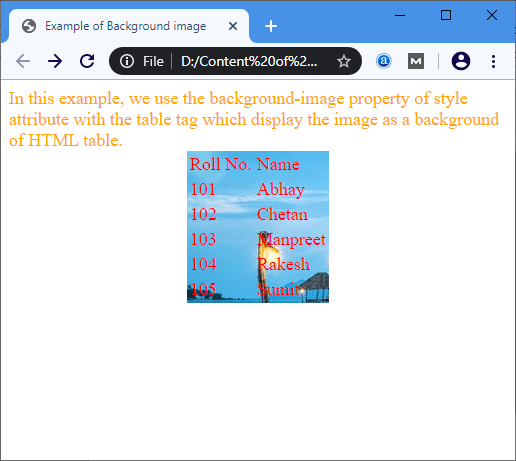 Example of Background image
File D:/Content%20of%2...
In this example, we use the background-image property of style
attribute with the table tag which display the image as a background
of HTML table.
Roll No. Name
101 Abhay
102 Chetan
103 Manpreet
104 Rakesh
105 Sumit